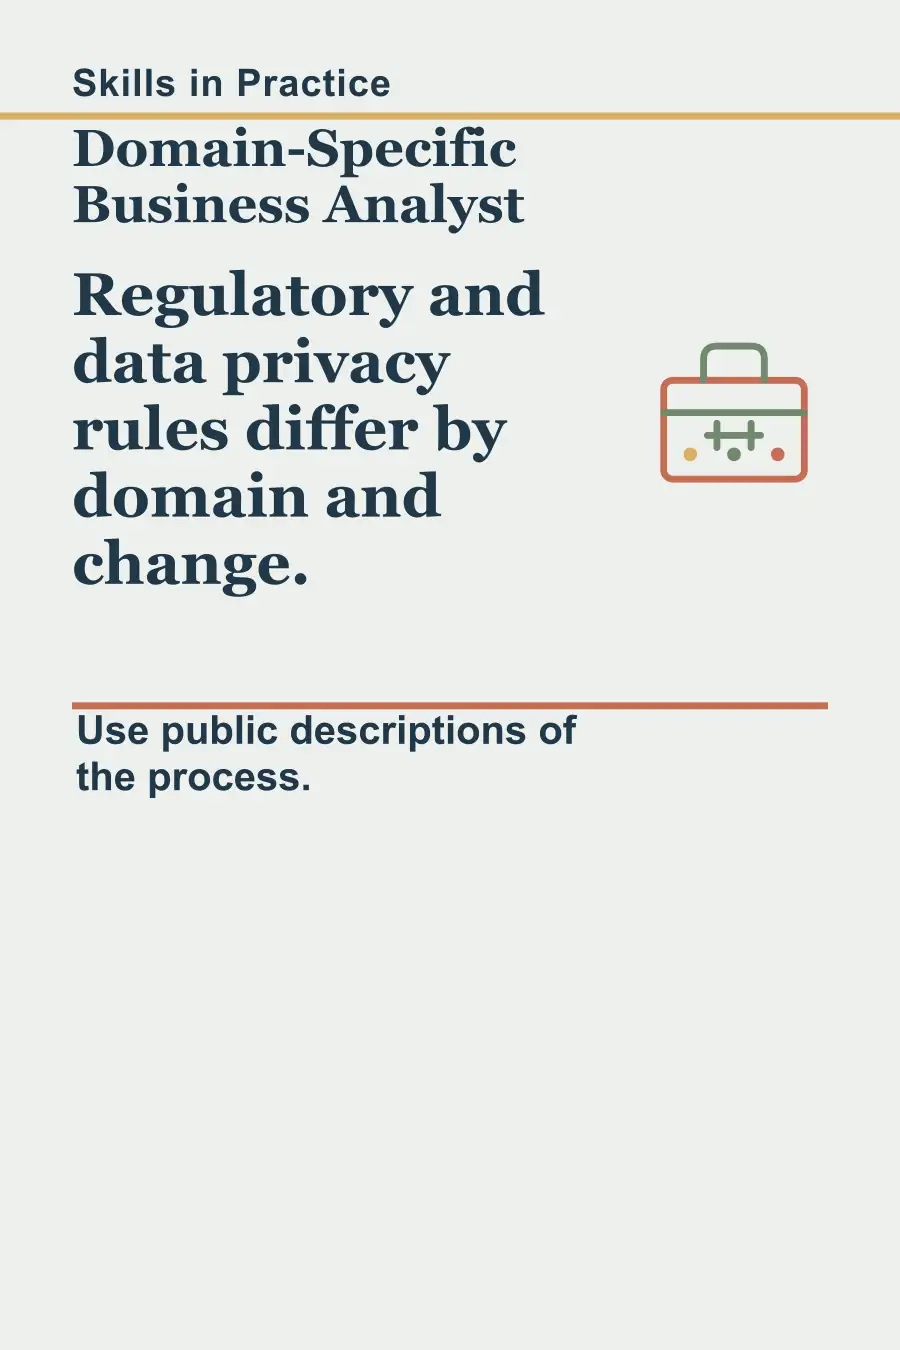 Skills in Practice
Domain-Specific
Business Analyst
Regulatory and
data privacy
rules differ by
domain and
change.
Use public descriptions of
the process.